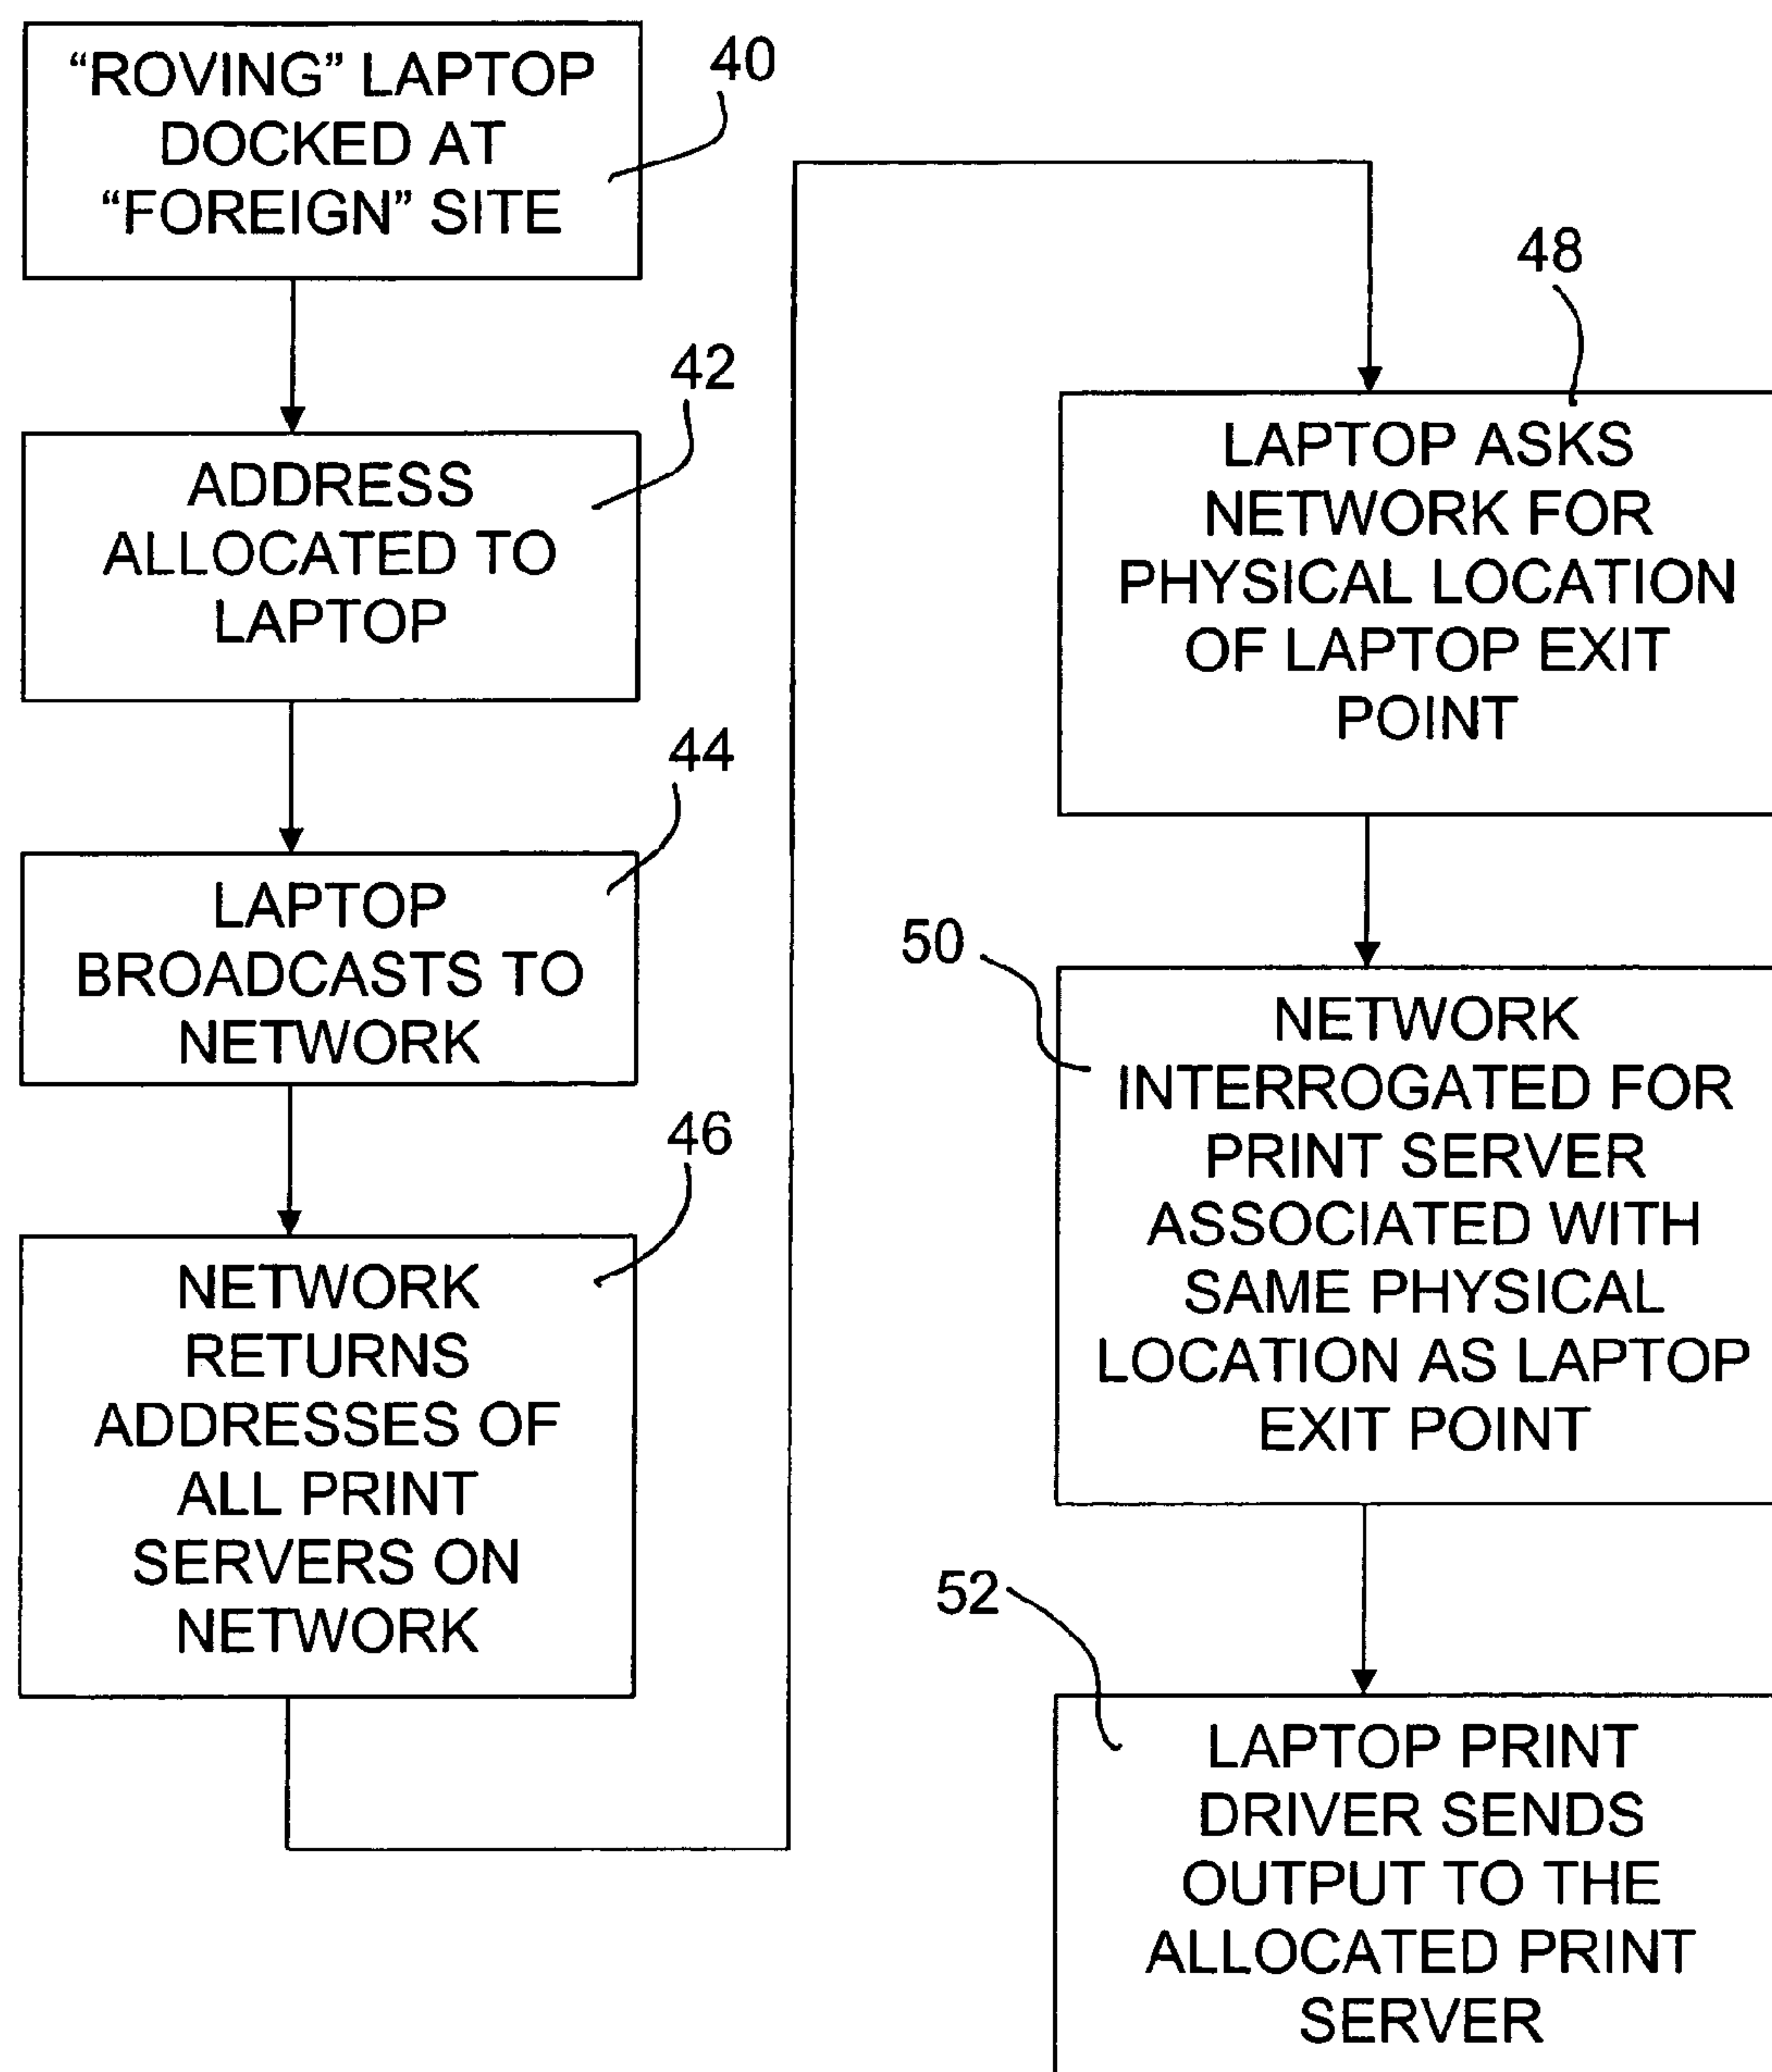 “ROVING” LAPTOP
DOCKED AT
“FOREIGN” SITE
40
ADDRESS
ALLOCATED TO
LAPTOP
42
LAPTOP
BROADCASTS TO
NETWORK
44
NETWORK
RETURNS
ADDRESSES OF
ALL PRINT
SERVERS ON
NETWORK
46
48
LAPTOP ASKS
NETWORK FOR
PHYSICAL LOCATION
OF LAPTOP EXIT
POINT
50
NETWORK
INTERROGATED FOR
PRINT SERVER
ASSOCIATED WITH
SAME PHYSICAL
LOCATION AS LAPTOP
EXIT POINT
52
LAPTOP PRINT
DRIVER SENDS
OUTPUT TO THE
ALLOCATED PRINT
SERVER